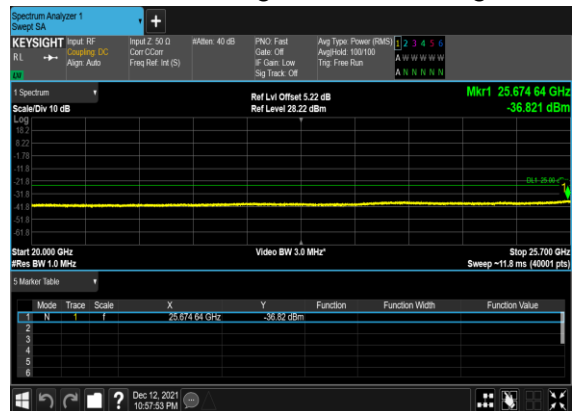 Spectrum Analyzer 1
Swept SA
+
KEYSIGHT Input: RF Input Z: 50 Ω #Atten: 40 dB PNO: Fast Avg Type: Power (RMS) 1 2 3 4 5 6
RL Coupling: DC Corr CCorr Gate: Off Avg|Hold: 100/100 A W W W W W
Align: Auto Freq Ref: Int (S) IF Gain: Low Trig: Free Run
LW Sig Track: Off A N N N N N
1 Spectrum Ref Lvl Offset 5.22 dB Mkr1 25.674 64 GHz
Scale/Div 10 dB Ref Level 28.22 dBm -36.821 dBm
Log
18.2
8.22
-1.78
-11.8
-21.8 DL1 -25.00
-31.8 1
-41.8
-51.8
-61.8
Start 20.000 GHz Video BW 3.0 MHz* Stop 25.700 GHz
#Res BW 1.0 MHz Sweep ~11.8 ms (40001 pts)
5 Marker Table
Mode Trace Scale X Y Function Function Width Function Value
1 N 1 f 25.674 64 GHz -36.82 dBm
2
3
4
5
6
? Dec 12, 2021
10:57:53 PM